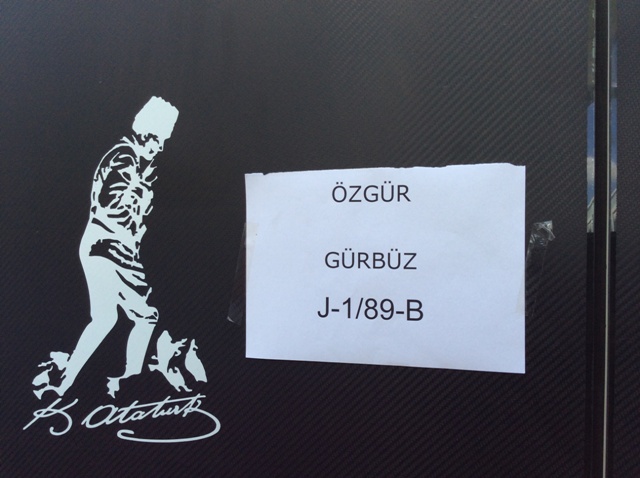 ÖZGÜR
GÜRBÜZ
J-1/89-B
K. Atatürk